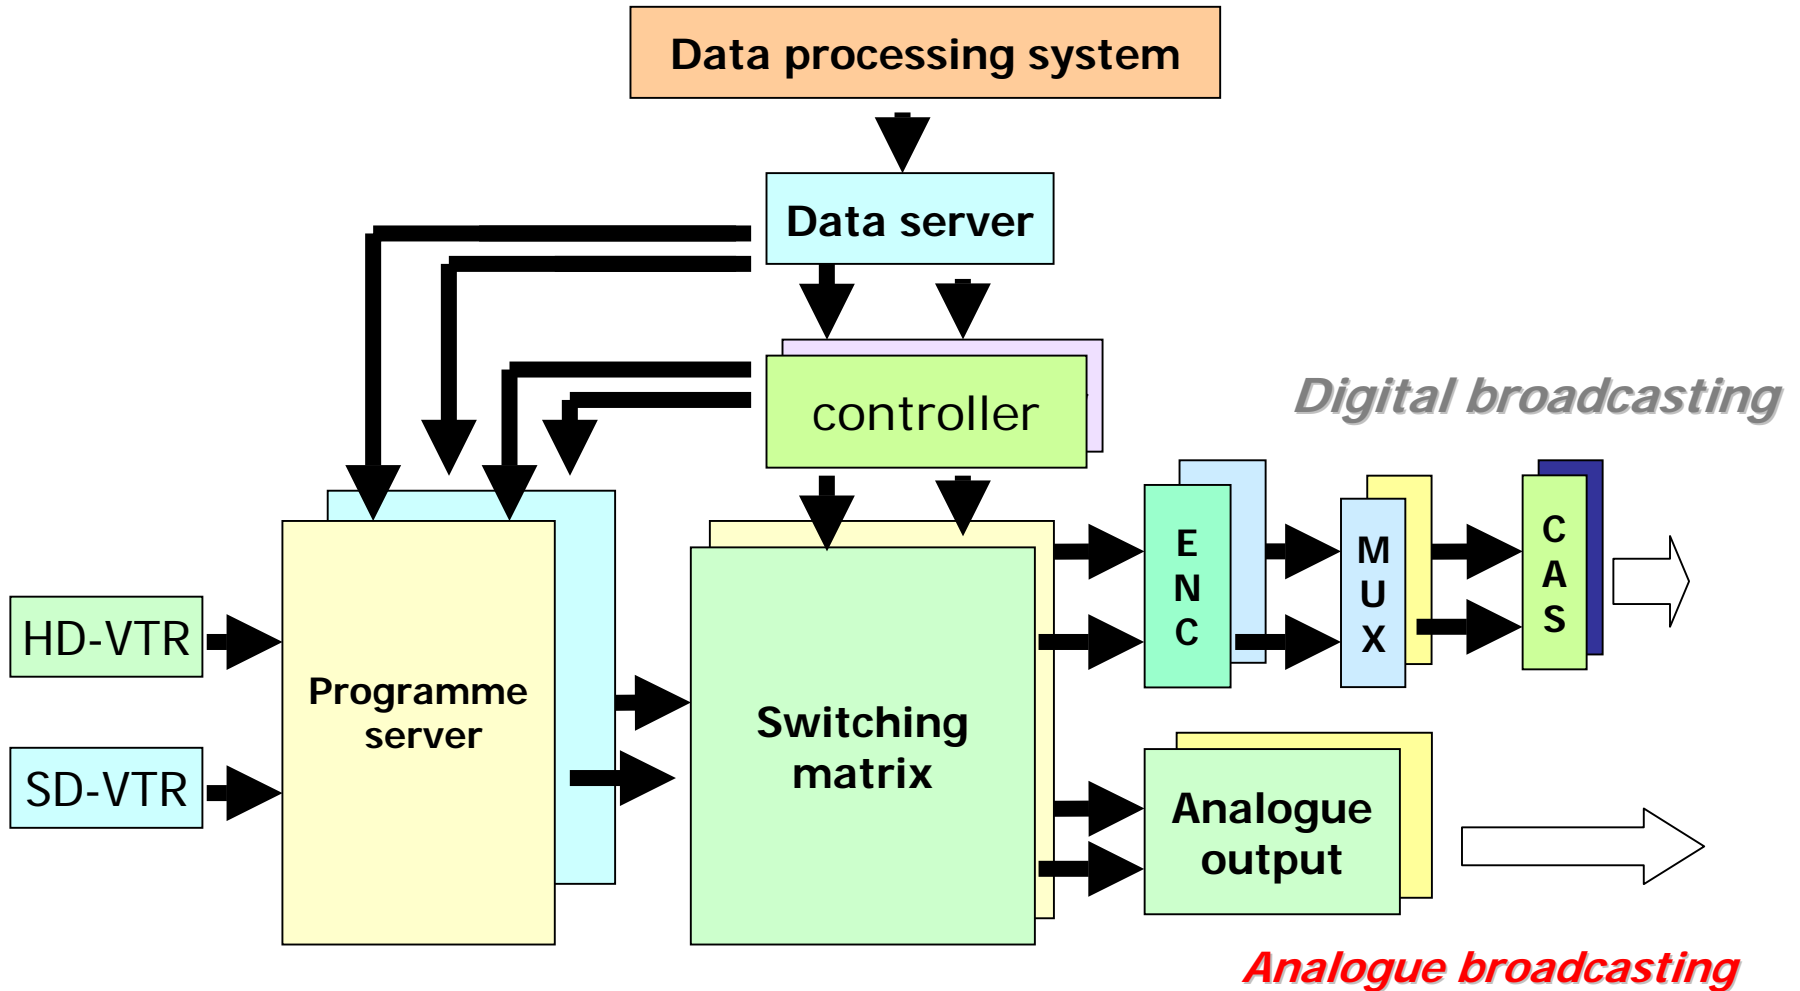 Data processing system
Data server
controller
Digital broadcasting
E
N
C
M
U
X
C
A
S
HD-VTR
Programme
server
SD-VTR
Switching
matrix
Analogue
output
Analogue broadcasting